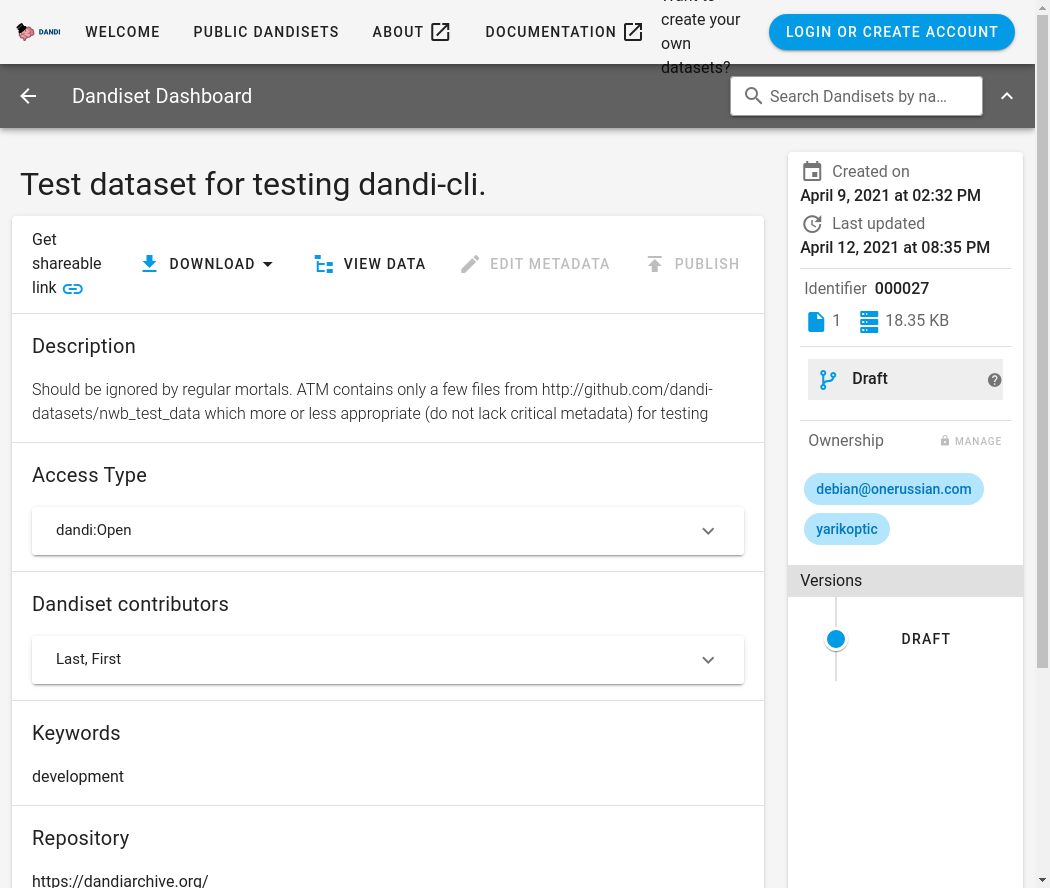 DANDI
WELCOME
PUBLIC DANDISETS
ABOUT
DOCUMENTATION
create your
own
datasets?
LOGIN OR CREATE ACCOUNT
Dandiset Dashboard
Search Dandisets by na…
Test dataset for testing dandi-cli.
Get
shareable
link
DOWNLOAD
VIEW DATA
EDIT METADATA
PUBLISH
Description
Should be ignored by regular mortals. ATM contains only a few files from http://github.com/dandi-
datasets/nwb_test_data which more or less appropriate (do not lack critical metadata) for testing
Access Type
dandi:Open
Dandiset contributors
Last, First
Keywords
development
Repository
https://dandiarchive.org/
Created on
April 9, 2021 at 02:32 PM
Last updated
April 12, 2021 at 08:35 PM
Identifier 000027
1 18.35 KB
Draft
Ownership
MANAGE
debian@onerussian.com
yarikoptic
Versions
DRAFT